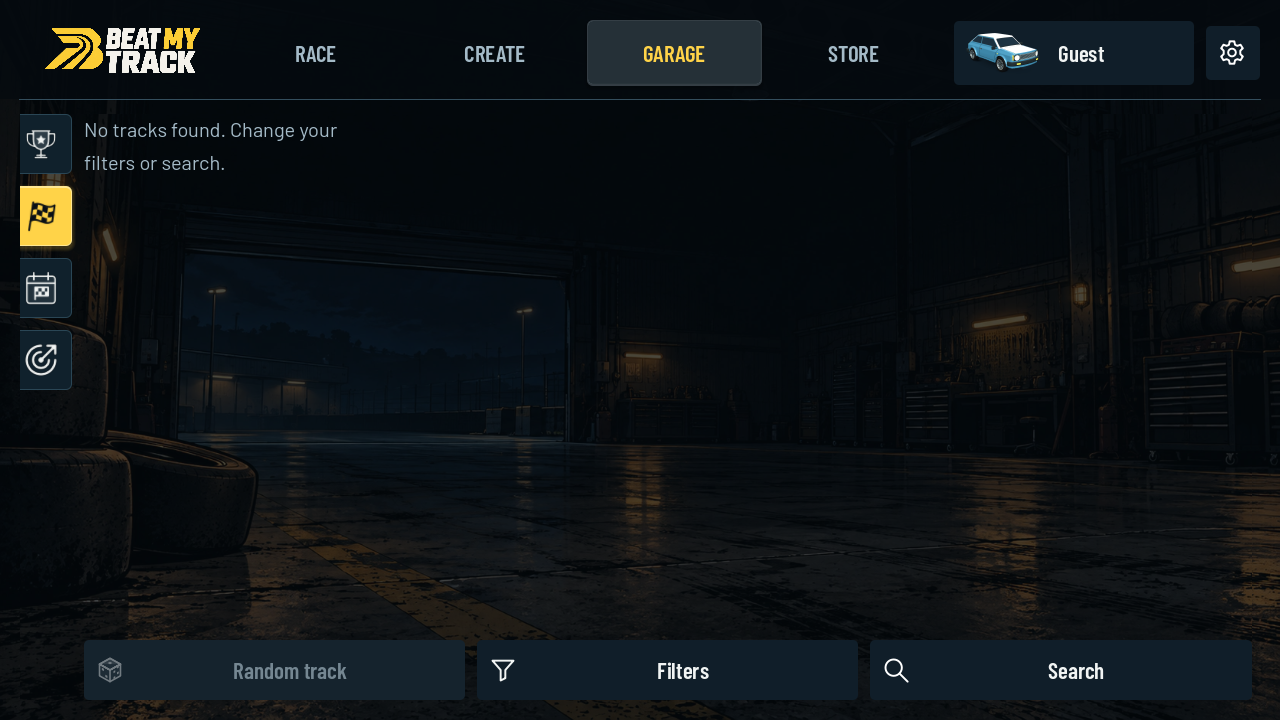 BEAT MY
TRACK
RACE
CREATE
GARAGE
STORE
Guest
No tracks found. Change your
filters or search.
Random track
Filters
Search